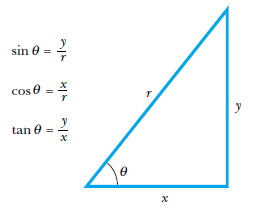 sin θ = y/r
cos θ = x/r
tan θ = y/x
r
y
θ
x